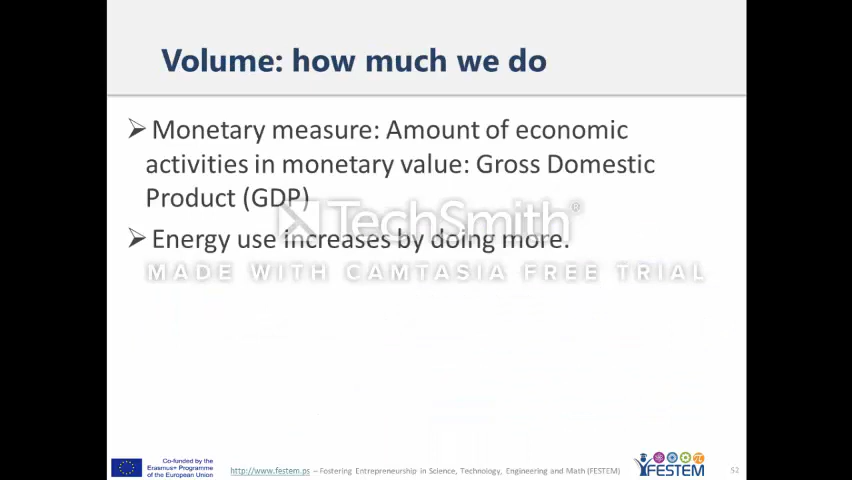 Volume: how much we do
➢ Monetary measure: Amount of economic
activities in monetary value: Gross Domestic
Product (GDP)
TechSmith®
➢ Energy use increases by doing more.
MADE WITH CAMTASIA FREE TRIAL
Co-funded by the
Erasmus+ Programme
of the European Union
http://www.festem.ps – Fostering Entrepreneurship in Science, Technology, Engineering and Math (FESTEM)
FESTEM
52